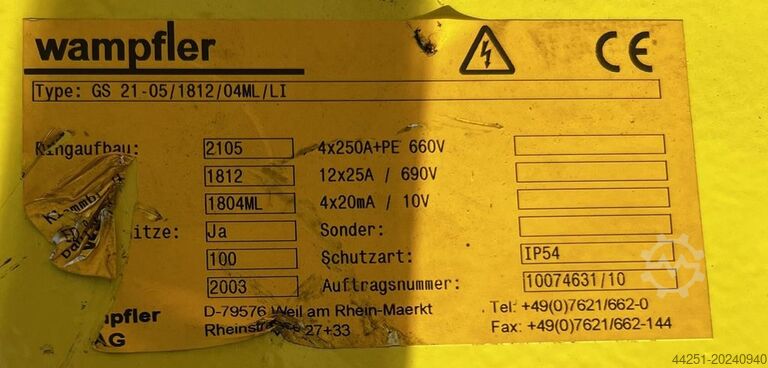 wampfler CE
Type: GS 21-05/1812/04ML/LI
Ringaufbau: 2105 4x250A+PE 660V
1812 12x25A / 690V
1804ML 4x20mA / 10V
itze: Ja Sonder:
100 Schutzart: IP54
2003 Auftragsnummer: 10074631/10
mpfler D-79576 Weil am Rhein-Maerkt Tel: +49(0)7621/662-0
AG 27+33 Fax: +49(0)7621/662-144
44251-20240940